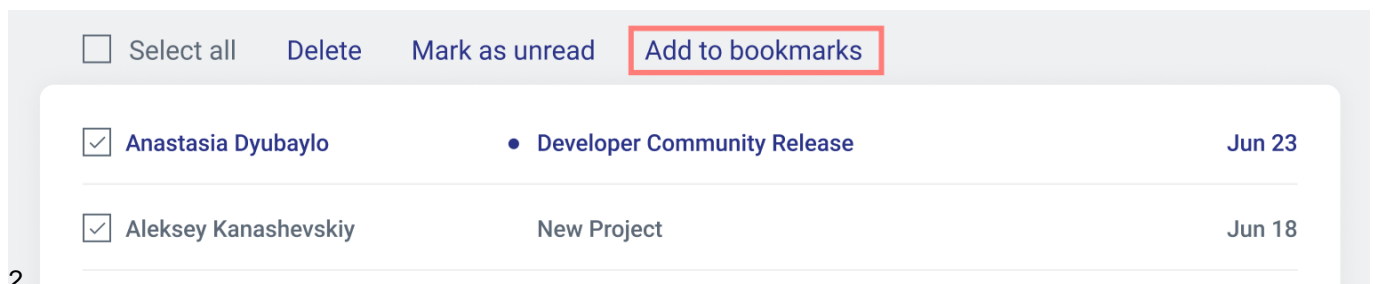 Select all Delete Mark as unread Add to bookmarks
Anastasia Dyubaylo • Developer Community Release Jun 23
Aleksey Kanashevskiy New Project Jun 18
2